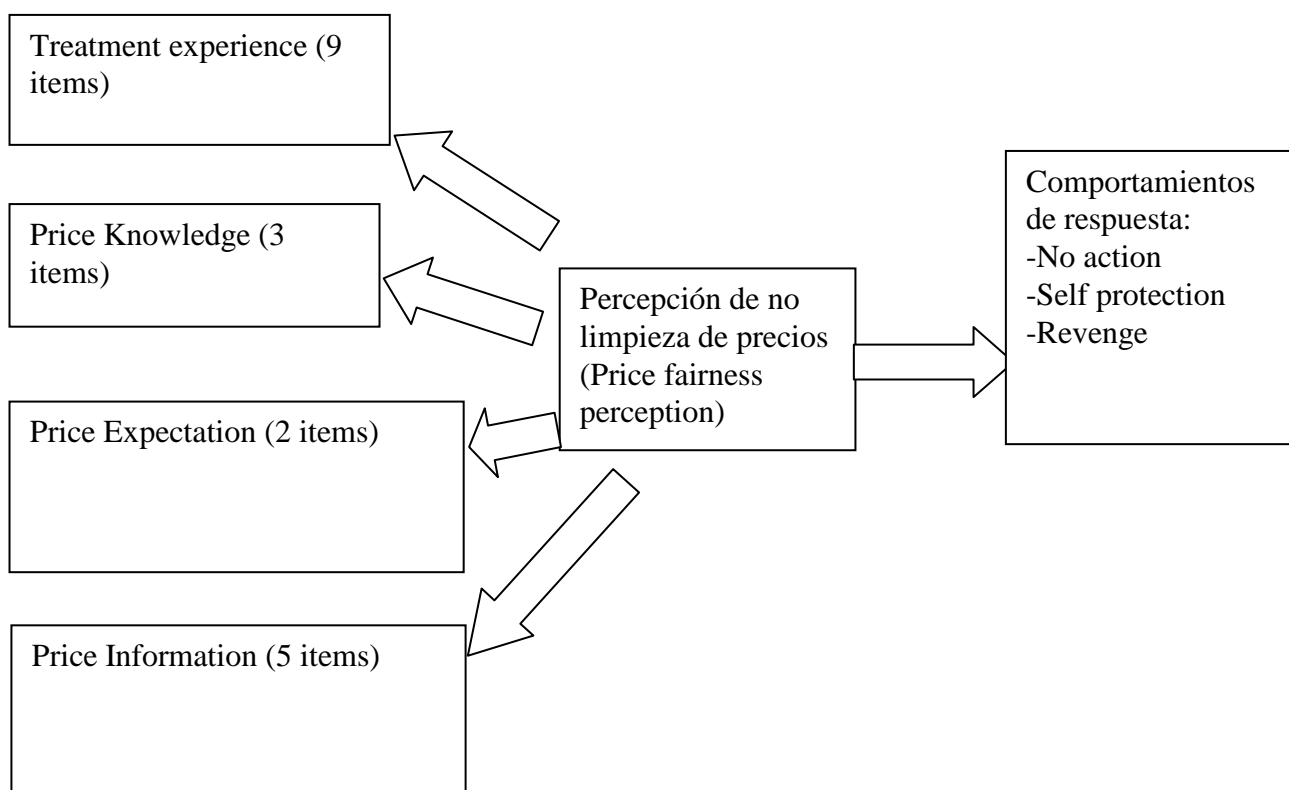 Treatment experience (9
items)
Price Knowledge (3
items)
Price Expectation (2 items)
Price Information (5 items)
Percepción de no
limpieza de precios
(Price fairness
perception)
Comportamientos
de respuesta:
-No action
-Self protection
-Revenge